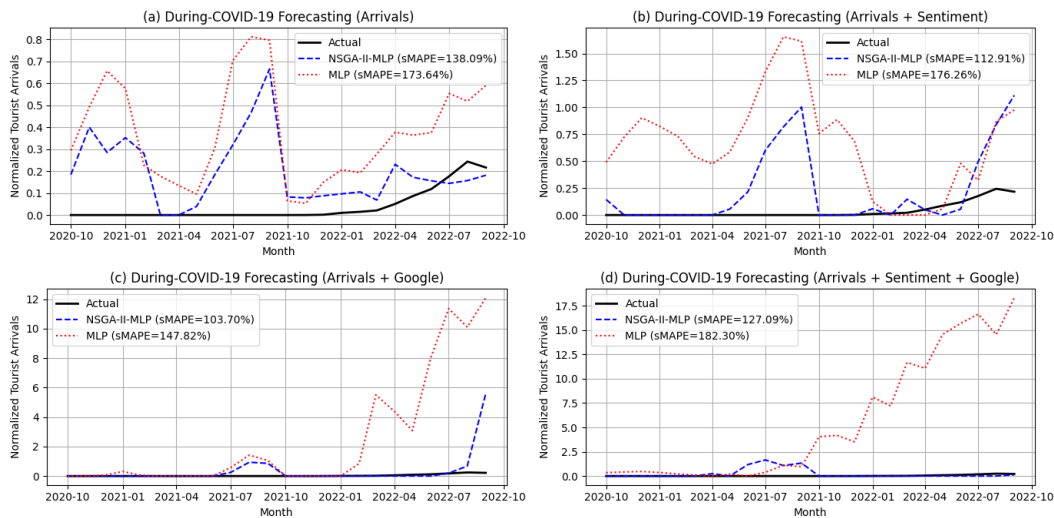 (a) During-COVID-19 Forecasting (Arrivals)
Normalized Tourist Arrivals
0.8
0.7
0.6
0.5
0.4
0.3
0.2
0.1
0.0
Actual
NSGA-II-MLP (sMAPE=138.09%)
MLP (sMAPE=173.64%)
2020-10 2021-01 2021-04 2021-07 2021-10 2022-01 2022-04 2022-07 2022-10
Month
(b) During-COVID-19 Forecasting (Arrivals + Sentiment)
Normalized Tourist Arrivals
1.50
1.25
1.00
0.75
0.50
0.25
0.00
Actual
NSGA-II-MLP (sMAPE=112.91%)
MLP (sMAPE=176.26%)
2020-10 2021-01 2021-04 2021-07 2021-10 2022-01 2022-04 2022-07 2022-10
Month
(c) During-COVID-19 Forecasting (Arrivals + Google)
Normalized Tourist Arrivals
12
10
8
6
4
2
0
Actual
NSGA-II-MLP (sMAPE=103.70%)
MLP (sMAPE=147.82%)
2020-10 2021-01 2021-04 2021-07 2021-10 2022-01 2022-04 2022-07 2022-10
Month
(d) During-COVID-19 Forecasting (Arrivals + Sentiment + Google)
Normalized Tourist Arrivals
17.5
15.0
12.5
10.0
7.5
5.0
2.5
0.0
Actual
NSGA-II-MLP (sMAPE=127.09%)
MLP (sMAPE=182.30%)
2020-10 2021-01 2021-04 2021-07 2021-10 2022-01 2022-04 2022-07 2022-10
Month